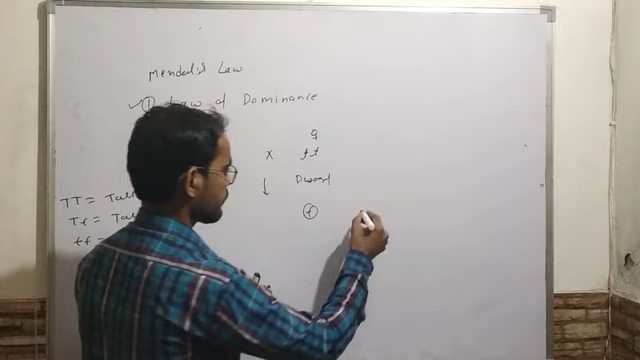 Mendel's Law
✓① Law of Dominance
♀
× tt
↓ Dwarf
TT = Tall
Tt = Tall
tt =
ⓣ